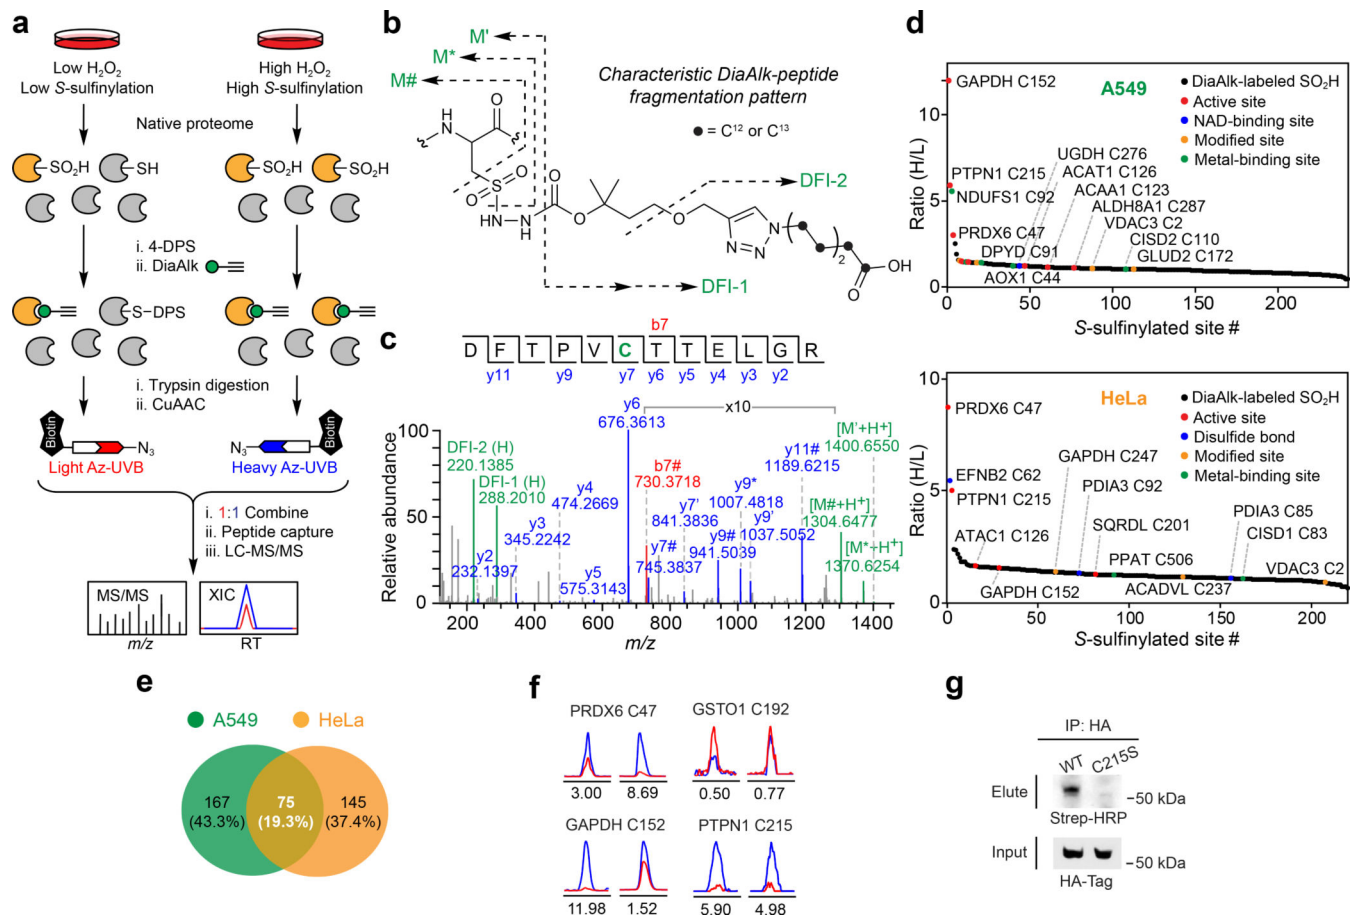 a
Low H₂O₂
Low S-sulfinylation
High H₂O₂
High S-sulfinylation
Native proteome
SO₂H
SH
SO₂H
SO₂H
i. 4-DPS
ii. DiaAlk
S–DPS
i. Trypsin digestion
ii. CuAAC
Biotin
N₃
N₃
Biotin
Light Az-UVB
Heavy Az-UVB
i. 1:1 Combine
ii. Peptide capture
iii. LC-MS/MS
MS/MS
XIC
m/z
RT
b
M'
M*
M#
Characteristic DiaAlk-peptide
fragmentation pattern
● = C¹² or C¹³
H
N
O
S
O
O
HN–N
H
O
O
O
N
N=N
2
O
OH
DFI-2
DFI-1
c
b7
D F T P V C T T E L G R
y11 y9 y7 y6 y5 y4 y3 y2
Relative abundance
100
50
0
200 400 600 800 1000 1200 1400
m/z
x10
DFI-2 (H)
220.1385
DFI-1 (H)
288.2010
y2
232.1397
y3
345.2242
y4
474.2669
y5
575.3143
y6
676.3613
b7#
730.3718
y7#
745.3837
y7'
841.3836
y9#
941.5039
y9*
1007.4818
y9'
1037.5052
y11#
1189.6215
[M'+H⁺]
1400.6550
[M#+H⁺]
1304.6477
[M*+H⁺]
1370.6254
d
Ratio (H/L)
10
5
0
A549
DiaAlk-labeled SO₂H
Active site
NAD-binding site
Modified site
Metal-binding site
GAPDH C152
PTPN1 C215
NDUFS1 C92
PRDX6 C47
DPYD C91
AOX1 C44
UGDH C276
ACAT1 C126
ACAA1 C123
ALDH8A1 C287
VDAC3 C2
CISD2 C110
GLUD2 C172
0 50 100 150 200
S-sulfinylated site #
Ratio (H/L)
10
5
0
HeLa
DiaAlk-labeled SO₂H
Active site
Disulfide bond
Modified site
Metal-binding site
PRDX6 C47
EFNB2 C62
PTPN1 C215
ATAC1 C126
GAPDH C152
GAPDH C247
PDIA3 C92
SQRDL C201
PPAT C506
ACADVL C237
PDIA3 C85
CISD1 C83
VDAC3 C2
0 50 100 150 200
S-sulfinylated site #
e
A549
HeLa
167
(43.3%)
75
(19.3%)
145
(37.4%)
f
PRDX6 C47
3.00 8.69
GSTO1 C192
0.50 0.77
GAPDH C152
11.98 1.52
PTPN1 C215
5.90 4.98
g
IP: HA
WT C215S
Elute
–50 kDa
Strep-HRP
Input
–50 kDa
HA-Tag